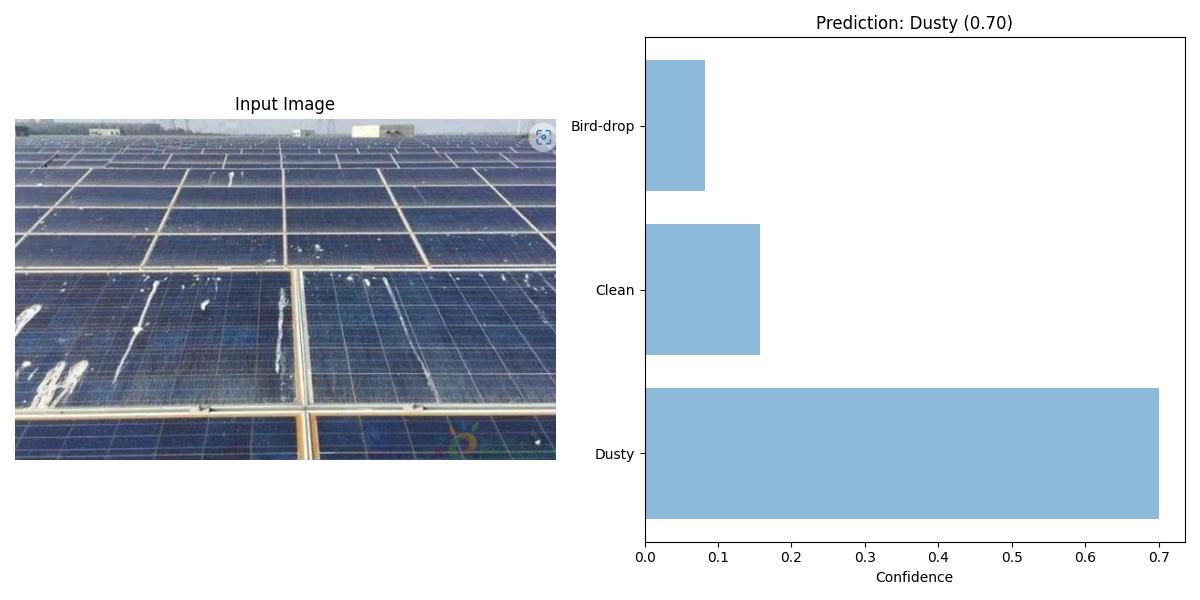 Input Image
Prediction: Dusty (0.70)
Bird-drop
Clean
Dusty
0.0 0.1 0.2 0.3 0.4 0.5 0.6 0.7
Confidence